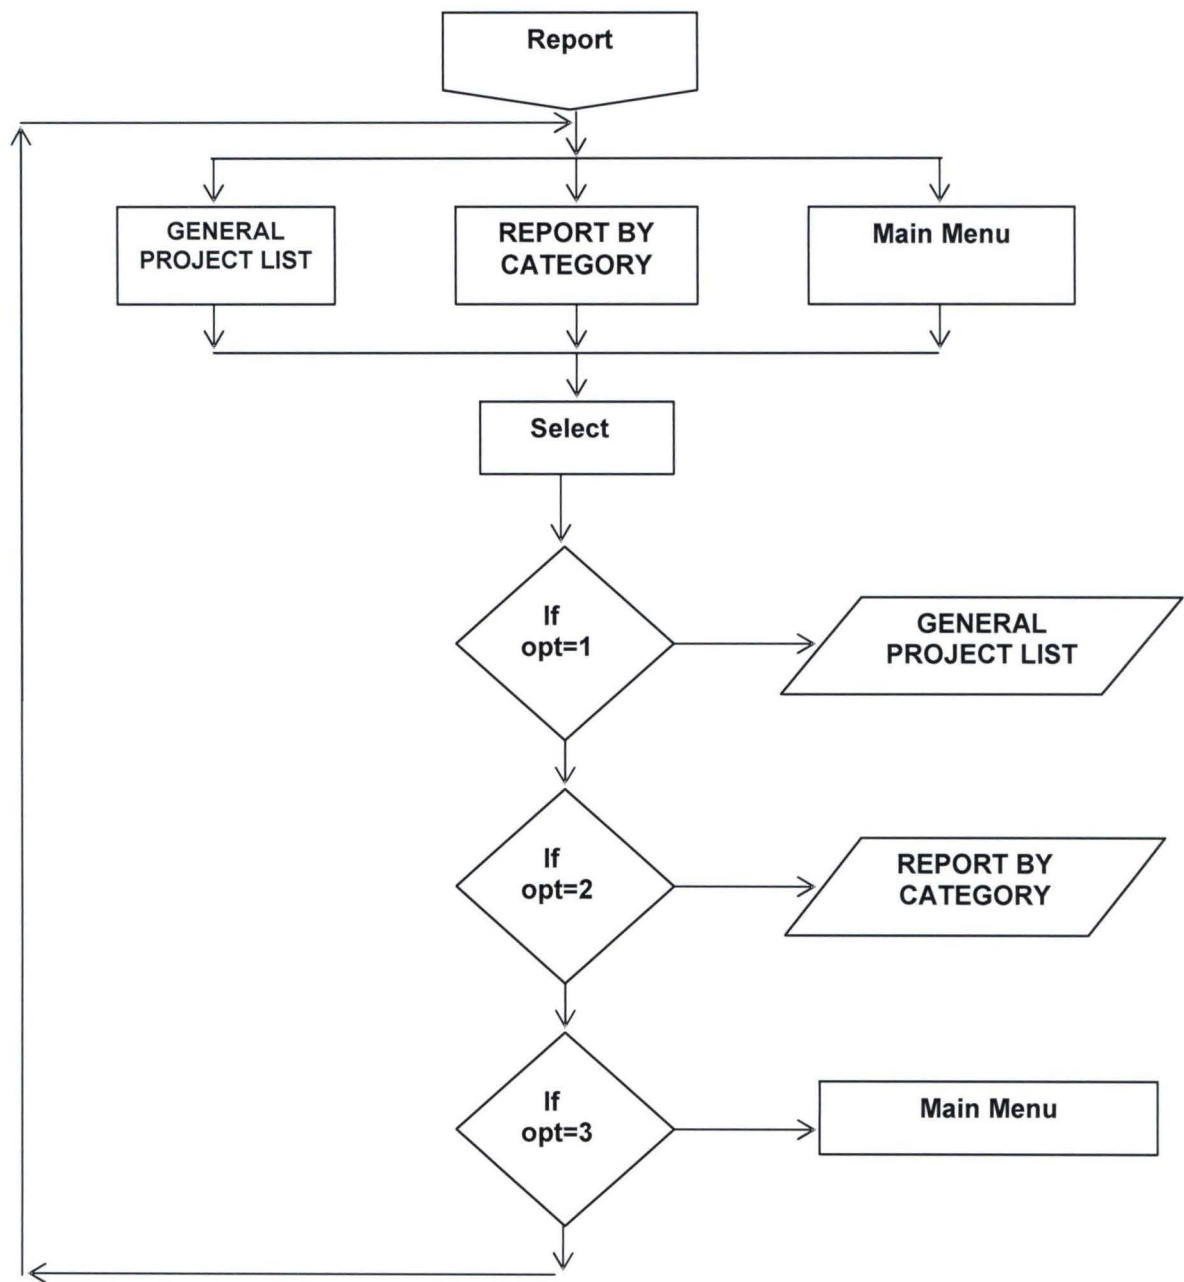 Report
GENERAL
PROJECT LIST
REPORT BY
CATEGORY
Main Menu
Select
If
opt=1
GENERAL
PROJECT LIST
If
opt=2
REPORT BY
CATEGORY
If
opt=3
Main Menu